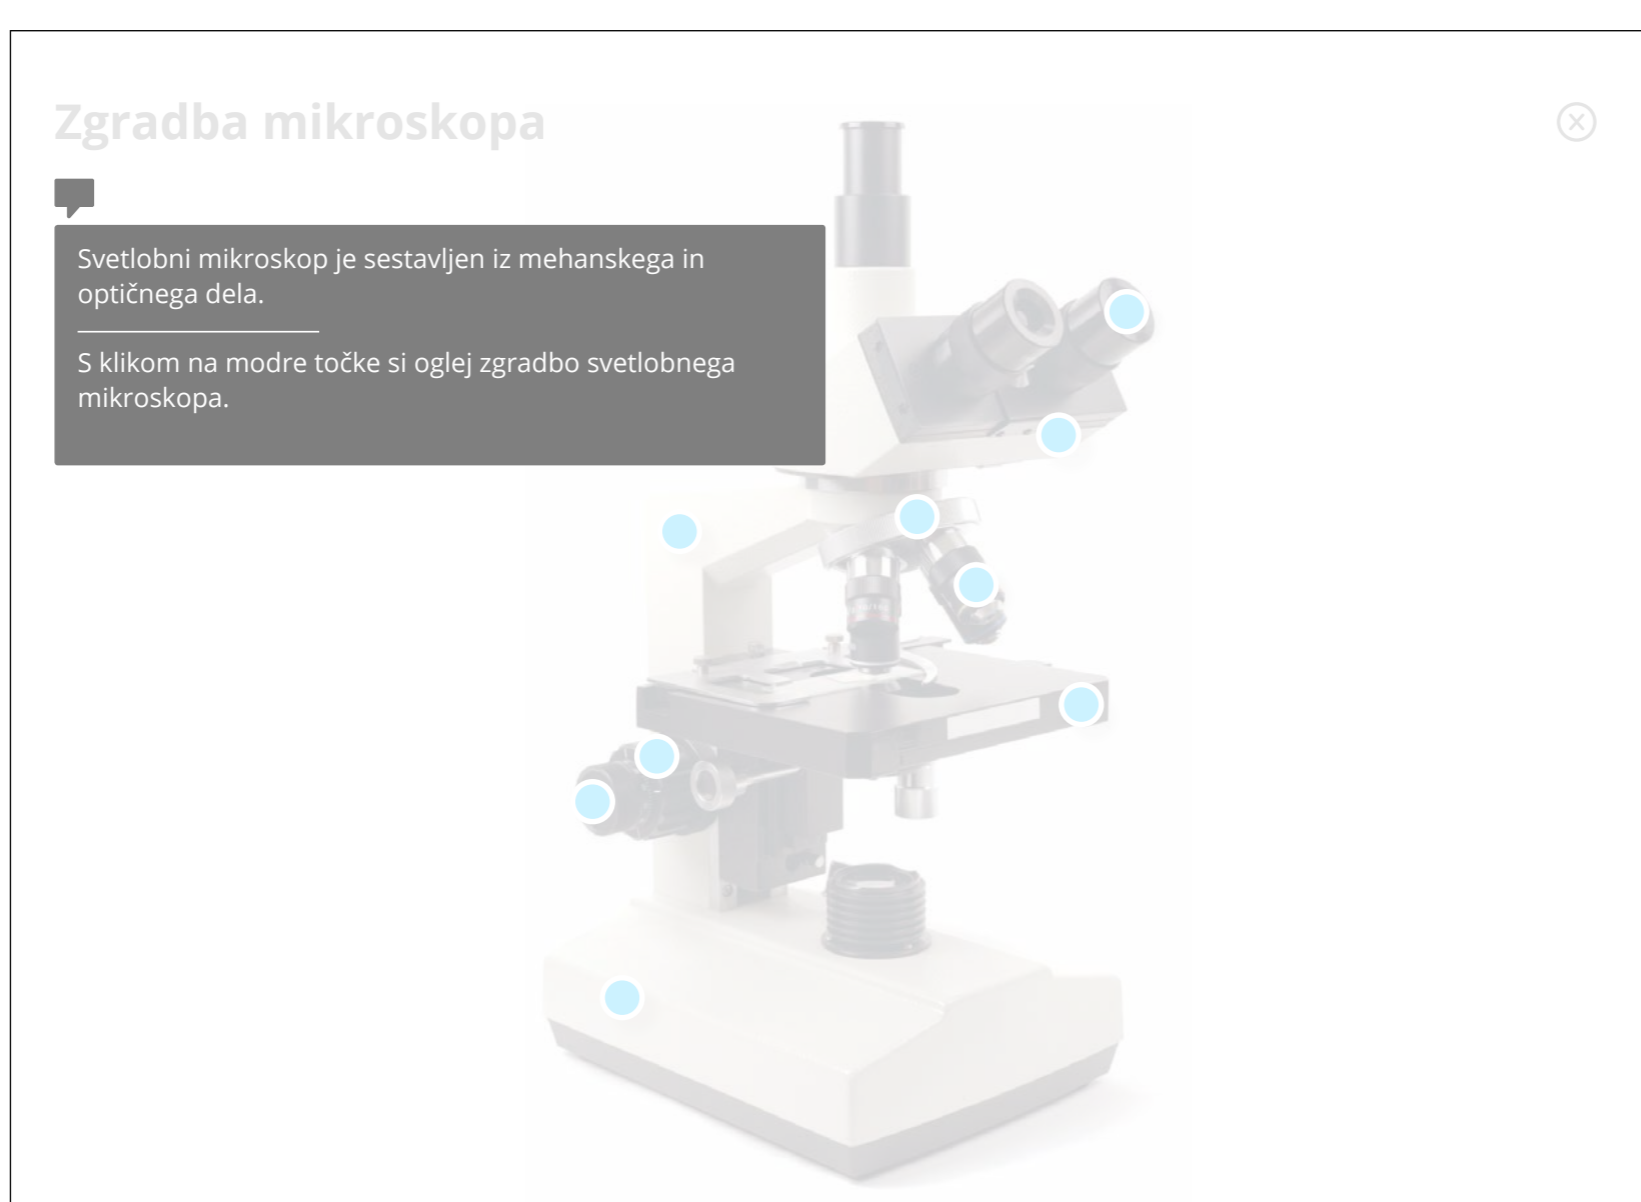 Zgradba mikroskopa
Svetlobni mikroskop je sestavljen iz mehanskega in
optičnega dela.
S klikom na modre točke si oglej zgradbo svetlobnega
mikroskopa.